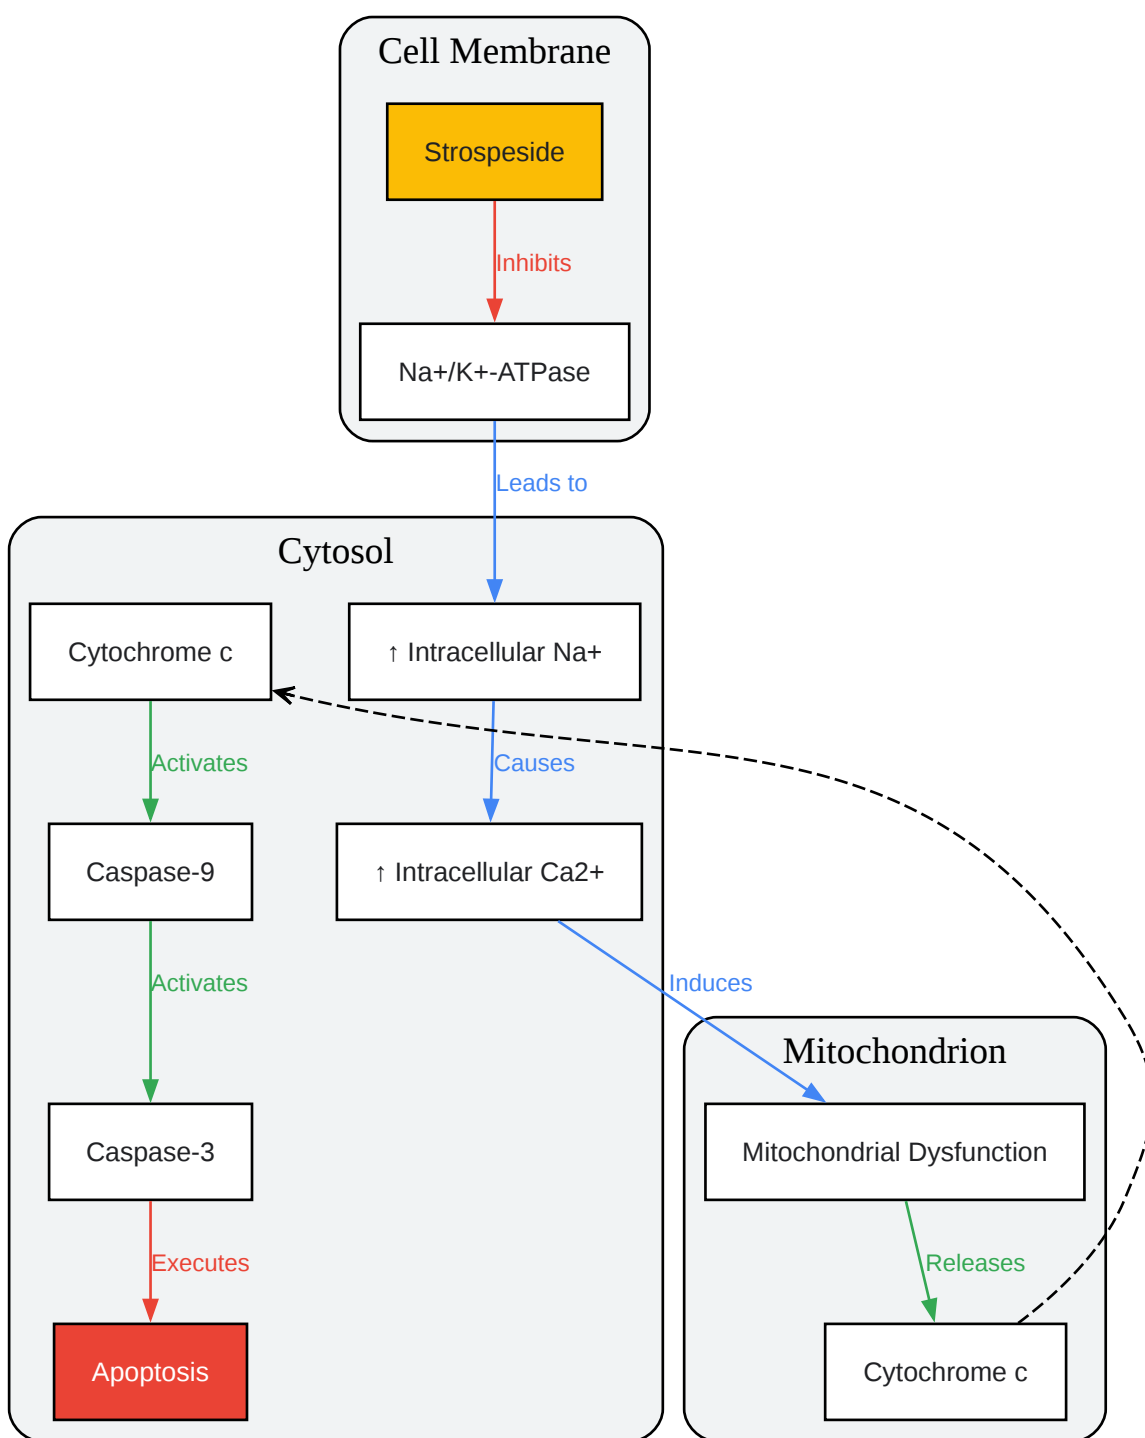 Cell Membrane
Strospeside
Inhibits
Na+/K+-ATPase
Leads to
Cytosol
Cytochrome c
↑ Intracellular Na+
Activates
Causes
Caspase-9
↑ Intracellular Ca2+
Activates
Induces
Mitochondrion
Caspase-3
Mitochondrial Dysfunction
Executes
Releases
Apoptosis
Cytochrome c